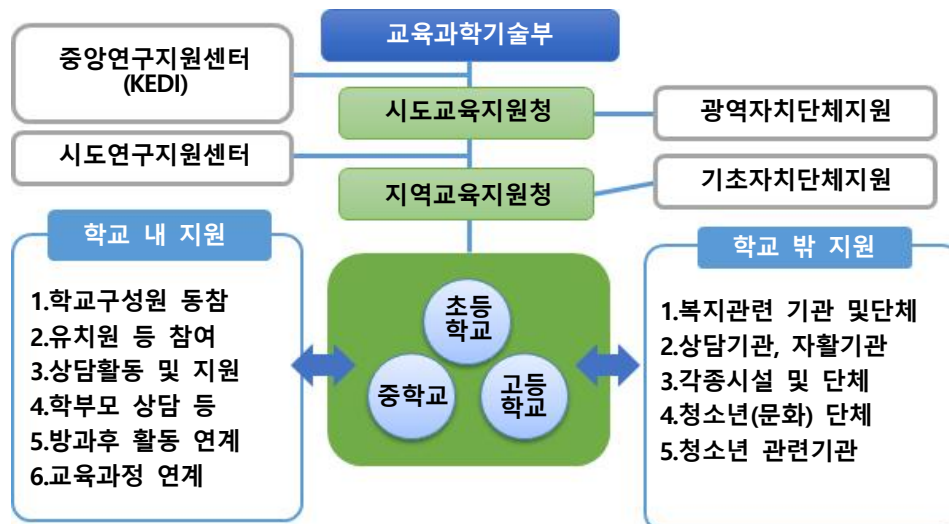 교육과학기술부
중앙연구지원센터
(KEDI)
시도교육지원청
광역자치단체지원
시도연구지원센터
지역교육지원청
기초자치단체지원
학교 내 지원
1.학교구성원 동참
2.유치원 등 참여
3.상담활동 및 지원
4.학부모 상담 등
5.방과후 활동 연계
6.교육과정 연계
초등
학교
중학교
고등
학교
학교 밖 지원
1.복지관련 기관 및단체
2.상담기관, 자활기관
3.각종시설 및 단체
4.청소년(문화) 단체
5.청소년 관련기관